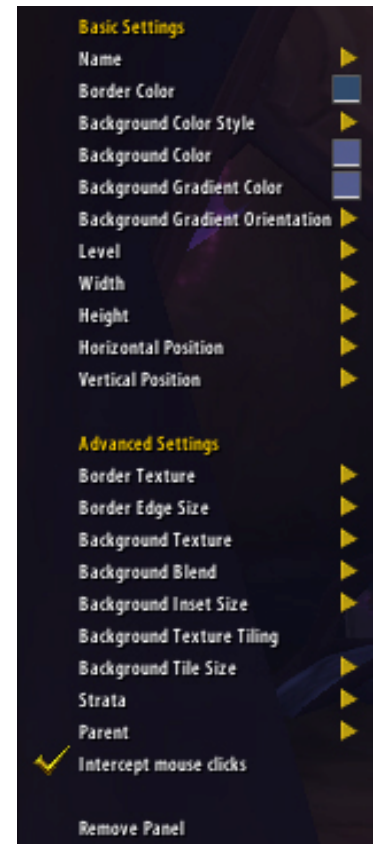 Basic Settings
Name
Border Color
Background Color Style
Background Color
Background Gradient Color
Background Gradient Orientation
Level
Width
Height
Horizontal Position
Vertical Position
Advanced Settings
Border Texture
Border Edge Size
Background Texture
Background Blend
Background Inset Size
Background Texture Tiling
Background Tile Size
Strata
Parent
Intercept mouse clicks
Remove Panel